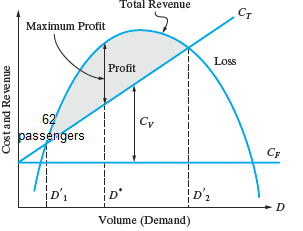 Total Revenue
C_T
Maximum Profit
Loss
Profit
Cost and Revenue
62
passengers
C_V
C_F
D'_1
D*
D'_2
D
Volume (Demand)